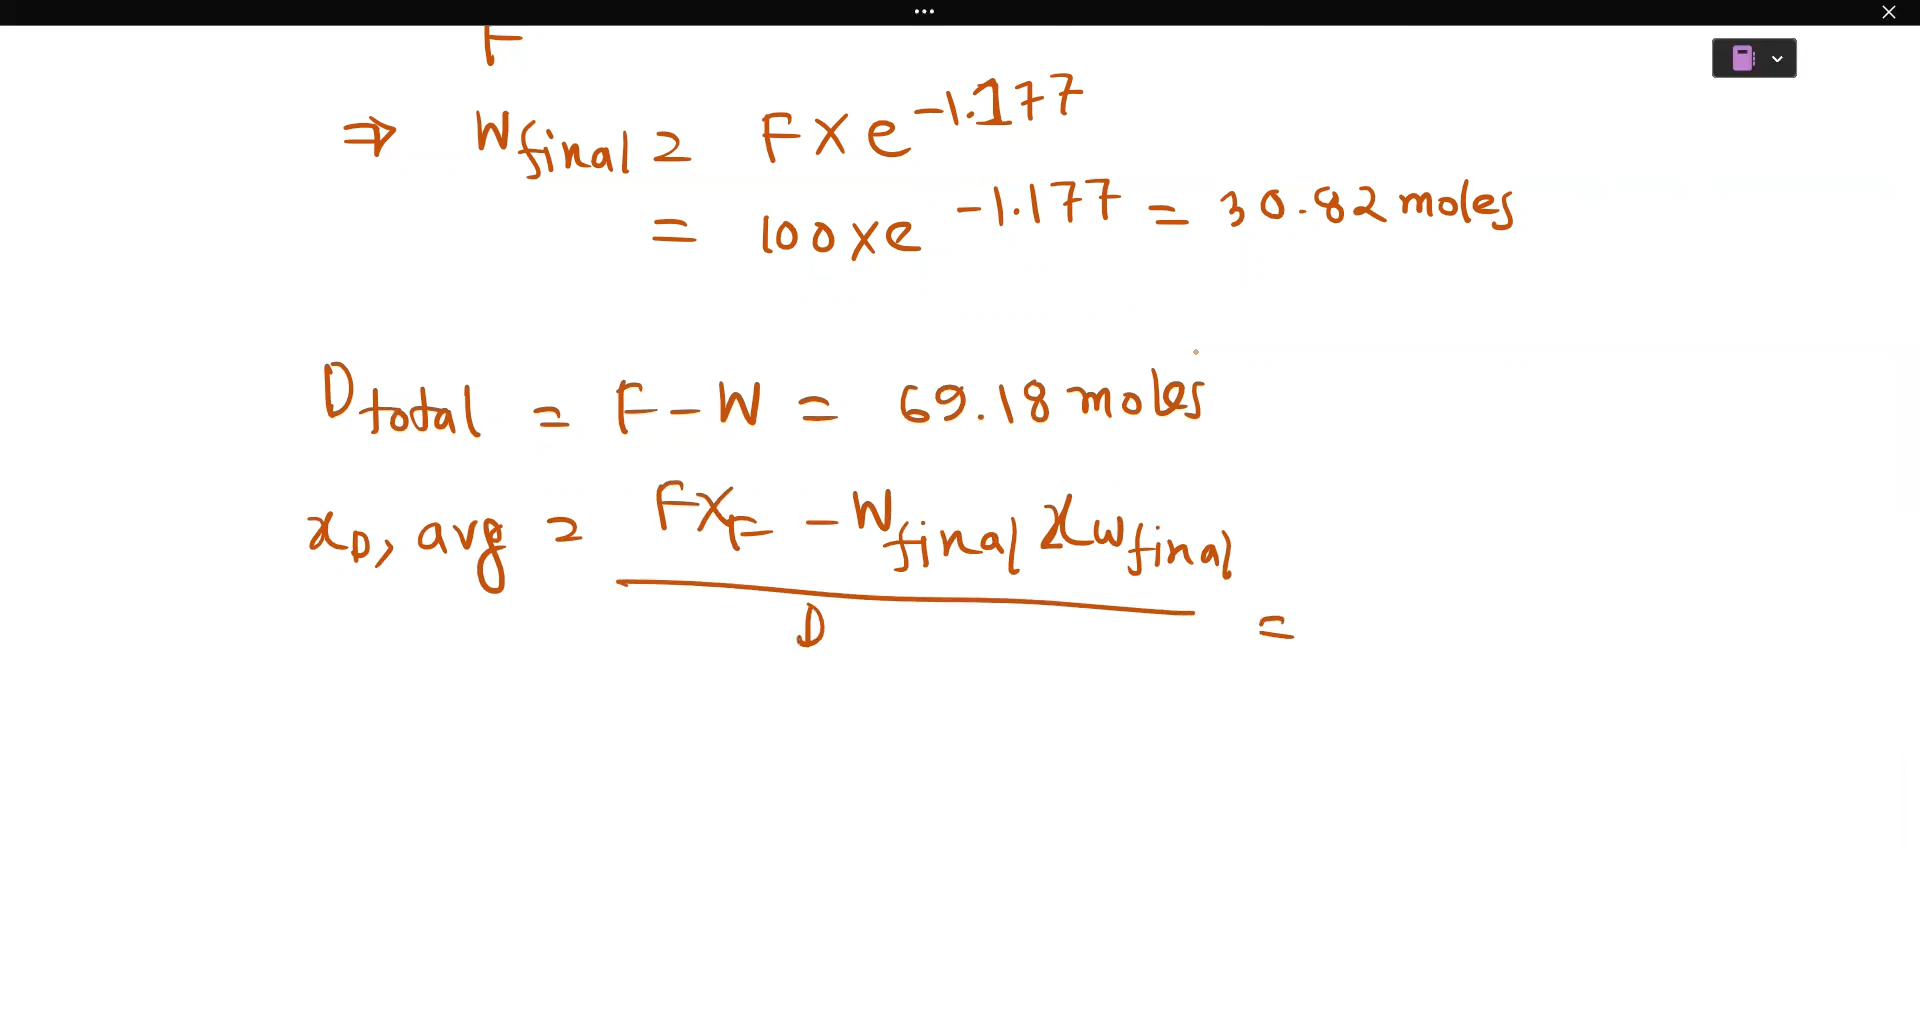 F
⇒ W_final = F × e^-1.177
= 100 × e^-1.177 = 30.82 moles
D_total = F - W = 69.18 moles
x_D, avg = (F x_F - W_final x_W final) / D =